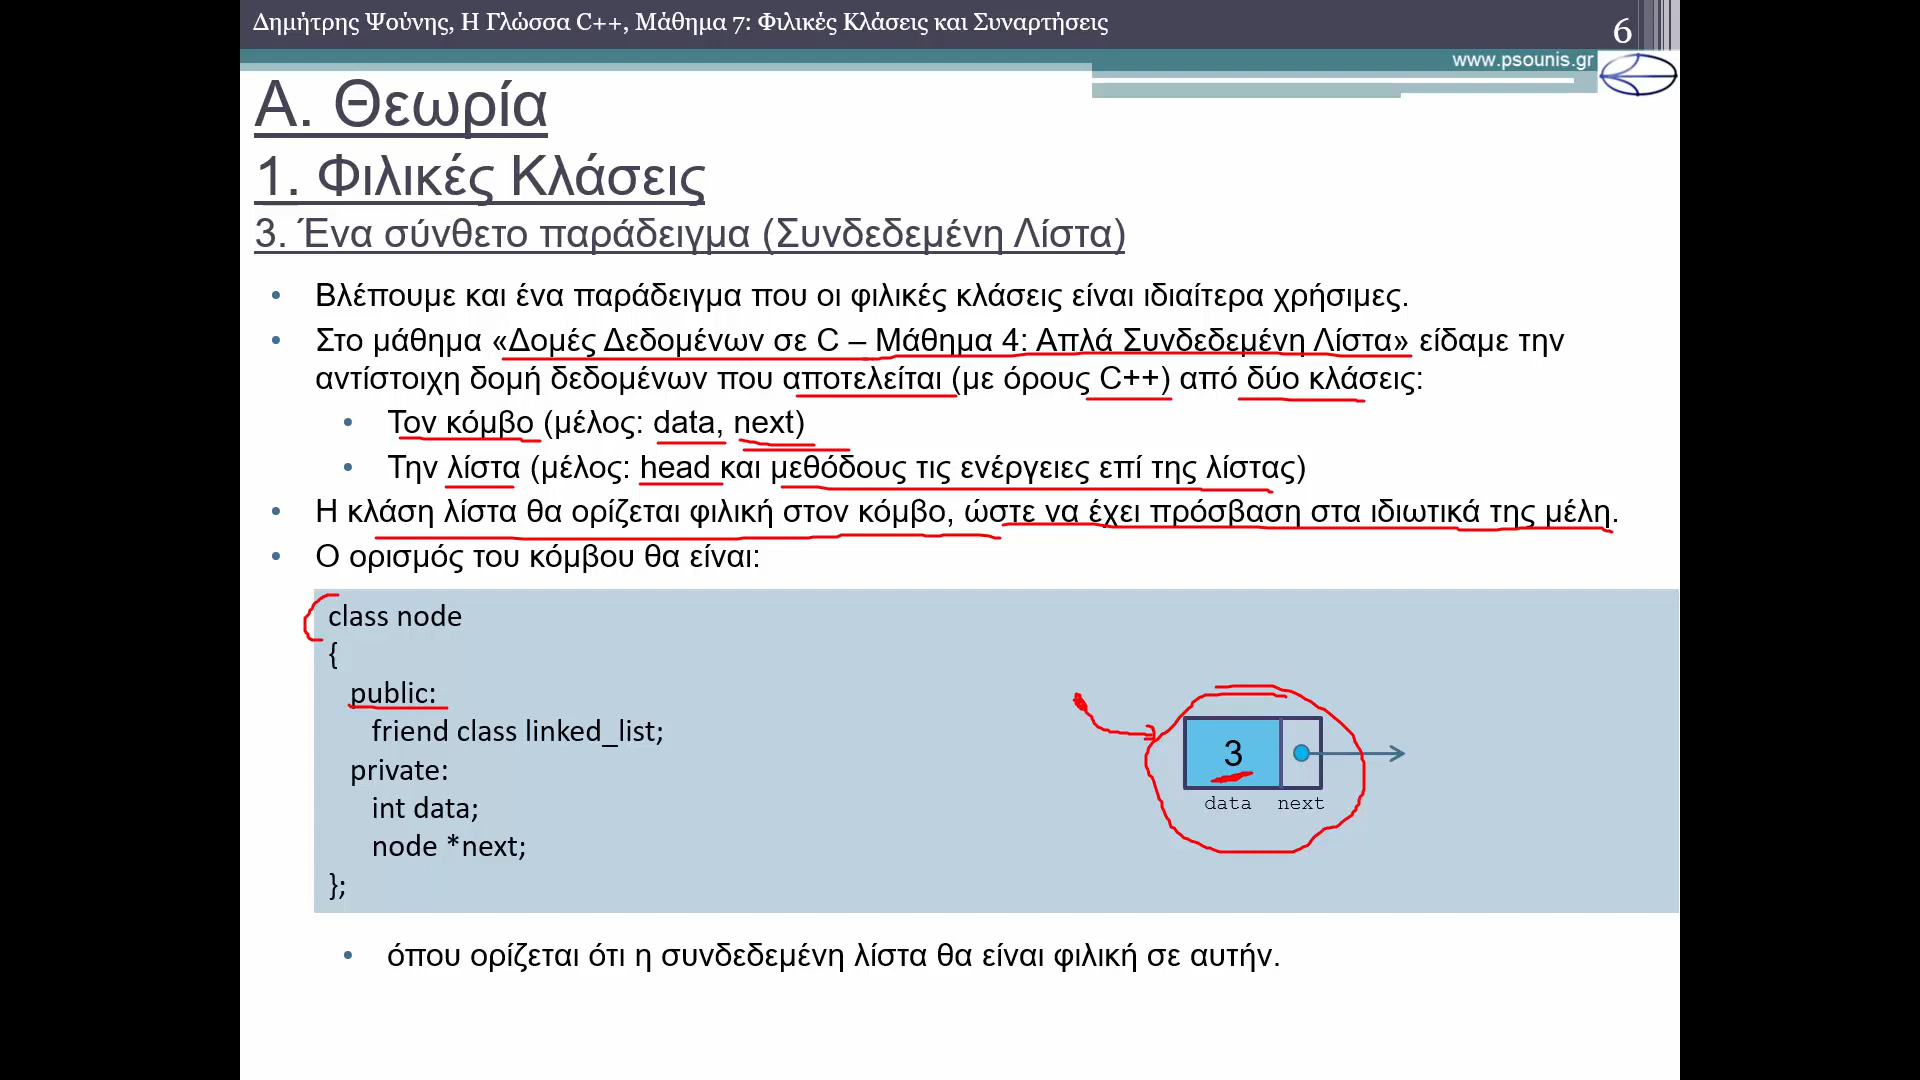 Δημήτρης Ψούνης, Η Γλώσσα C++, Μάθημα 7: Φιλικές Κλάσεις και Συναρτήσεις
6
www.psounis.gr
Α. Θεωρία
1. Φιλικές Κλάσεις
3. Ένα σύνθετο παράδειγμα (Συνδεδεμένη Λίστα)
• Βλέπουμε και ένα παράδειγμα που οι φιλικές κλάσεις είναι ιδιαίτερα χρήσιμες.
• Στο μάθημα «Δομές Δεδομένων σε C – Μάθημα 4: Απλά Συνδεδεμένη Λίστα» είδαμε την
αντίστοιχη δομή δεδομένων που αποτελείται (με όρους C++) από δύο κλάσεις:
• Τον κόμβο (μέλος: data, next)
• Την λίστα (μέλος: head και μεθόδους τις ενέργειες επί της λίστας)
• Η κλάση λίστα θα ορίζεται φιλική στον κόμβο, ώστε να έχει πρόσβαση στα ιδιωτικά της μέλη.
• Ο ορισμός του κόμβου θα είναι:
class node
{
public:
friend class linked_list;
private:
int data;
node *next;
};
3
data next
• όπου ορίζεται ότι η συνδεδεμένη λίστα θα είναι φιλική σε αυτήν.